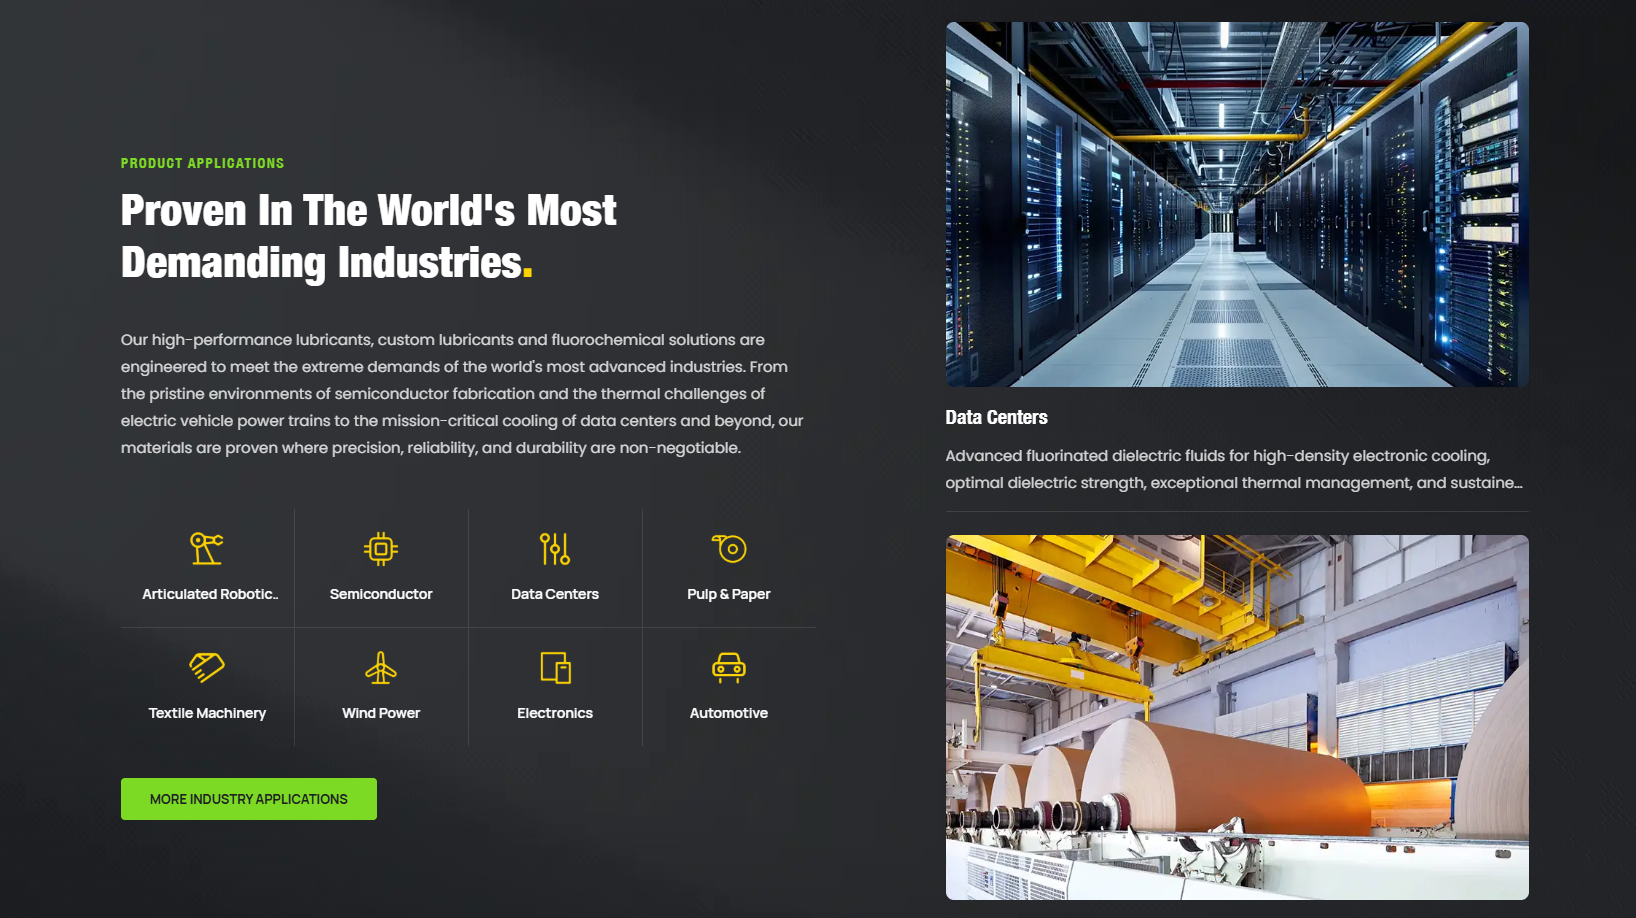 PRODUCT APPLICATIONS
Proven In The World's Most
Demanding Industries.
Our high-performance lubricants, custom lubricants and fluorochemical solutions are
engineered to meet the extreme demands of the world's most advanced industries. From
the pristine environments of semiconductor fabrication and the thermal challenges of
electric vehicle power trains to the mission-critical cooling of data centers and beyond, our
materials are proven where precision, reliability, and durability are non-negotiable.
Articulated Robotic..
Semiconductor
Data Centers
Pulp & Paper
Textile Machinery
Wind Power
Electronics
Automotive
MORE INDUSTRY APPLICATIONS
Data Centers
Advanced fluorinated dielectric fluids for high-density electronic cooling,
optimal dielectric strength, exceptional thermal management, and sustaine...